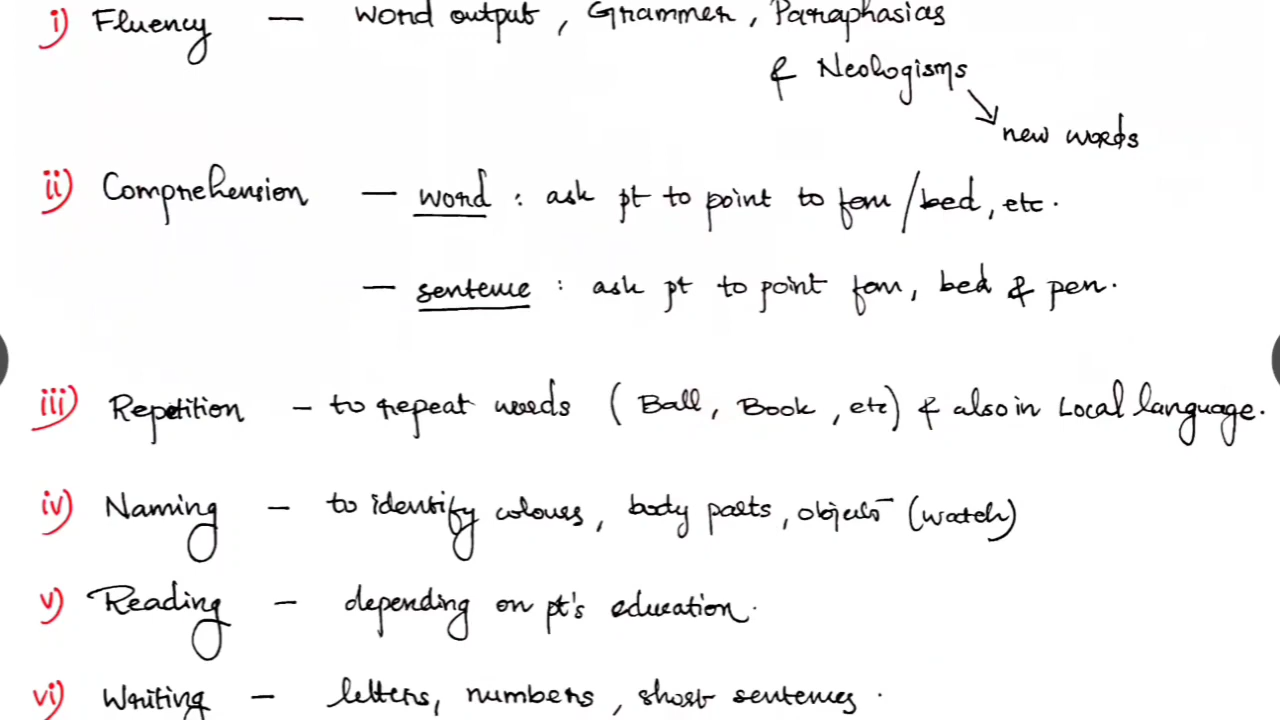 i) Fluency — word output, Grammer, Paraphasias
& Neologisms
new words
ii) Comprehension — word : ask pt to point to fan/bed, etc.
— sentence : ask pt to point fan, bed & pen.
iii) Repetition - to repeat words (Ball, Book, etc) & also in Local language.
iv) Naming - to identify colours, body parts, objects (watch)
v) Reading - depending on pt's education.
vi) Writing - letters, numbers, short sentences.